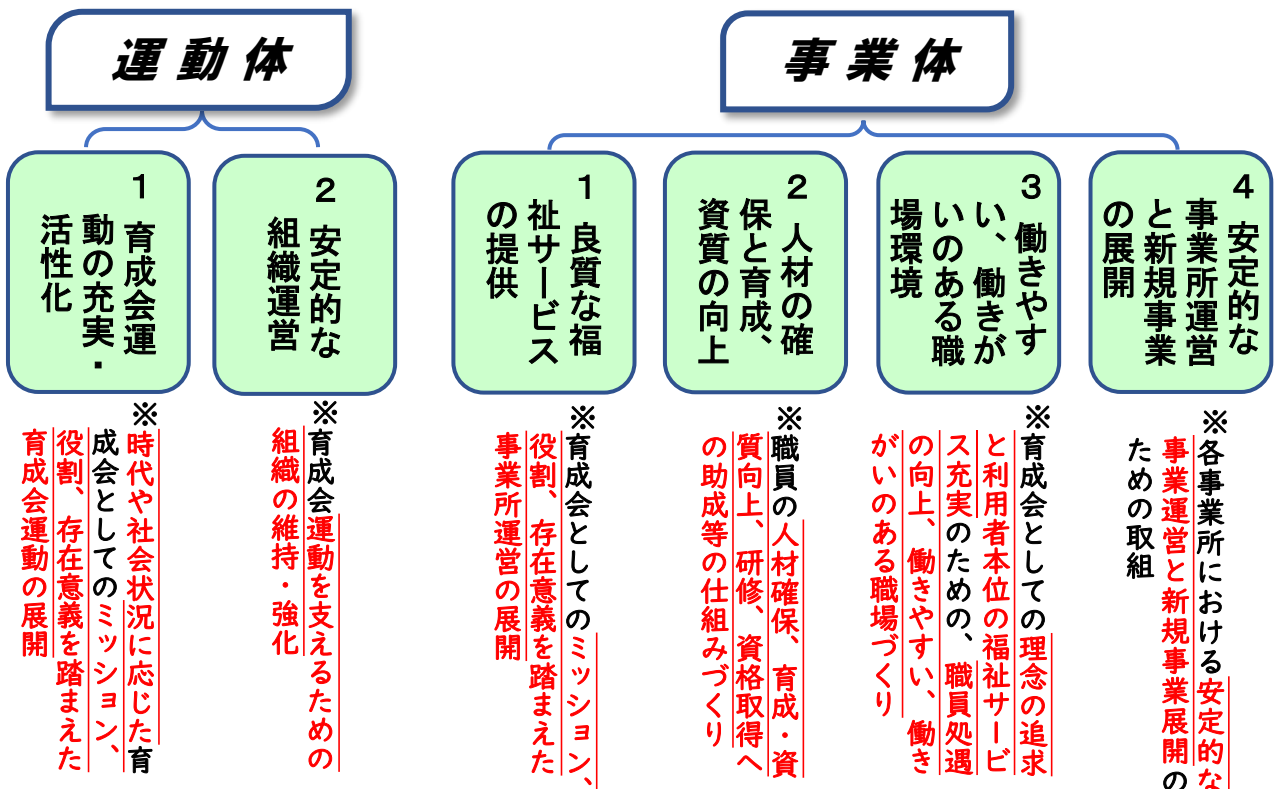 運動体
１ 育成会運
動の充実・
活性化
※時代や社会状況に応じた育
成会としてのミッション、
役割、存在意義を踏まえた
育成会運動の展開
２ 安定的な
組織運営
※育成会運動を支えるための
組織の維持・強化
事業体
１ 良質な福
祉サービス
の提供
※育成会としてのミッション、
役割、存在意義を踏まえた
事業所運営の展開
２ 人材の確
保と育成、
資質の向上
※職員の人材確保、育成・資
質向上、研修、資格取得へ
の助成等の仕組みづくり
３ 働きやす
い、働きが
いのある職
場環境
※育成会としての理念の追求
と利用者本位の福祉サービ
ス充実のための、職員処遇
の向上、働きやすい、働き
がいのある職場づくり
４ 安定的な
事業所運営
と新規事業
の展開
※各事業所における安定的な
事業運営と新規事業展開の
ための取組